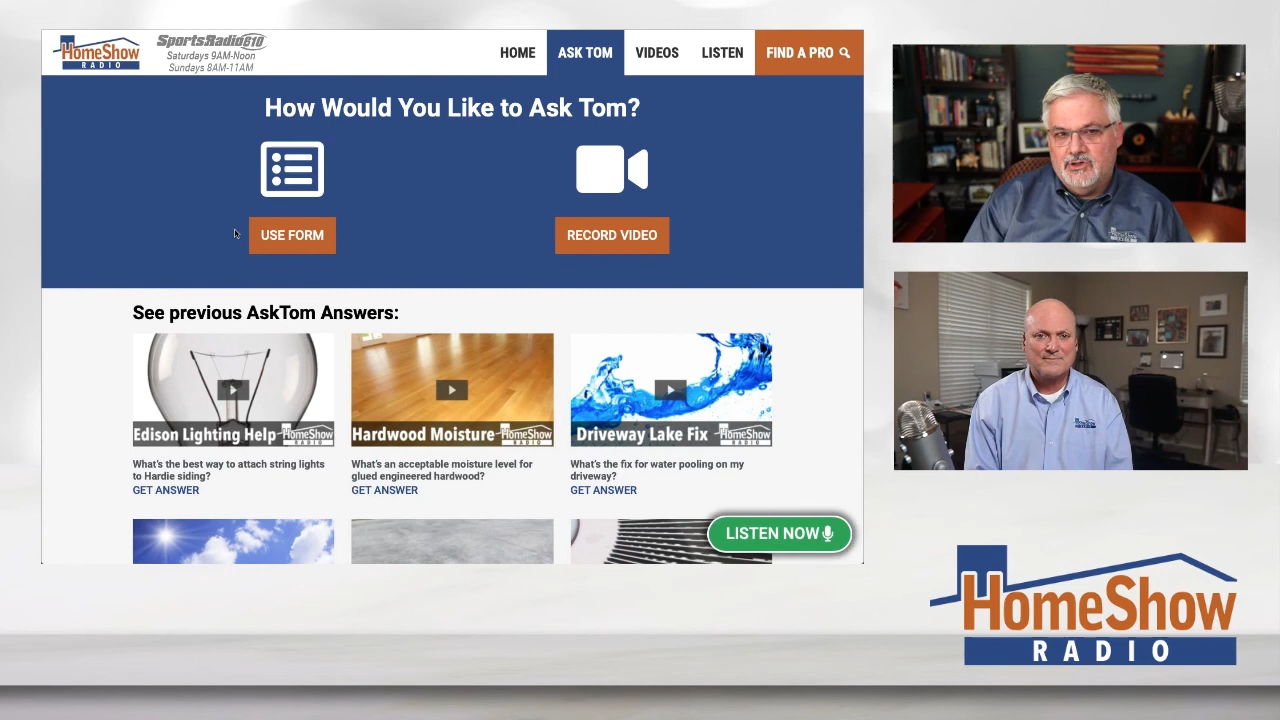 HomeShow
RADIO
SportsRadio610
Saturdays 9AM-Noon
Sundays 8AM-11AM
HOME
ASK TOM
VIDEOS
LISTEN
FIND A PRO
How Would You Like to Ask Tom?
USE FORM
RECORD VIDEO
See previous AskTom Answers:
Edison Lighting Help
HomeShow
RADIO
Hardwood Moisture
HomeShow
RADIO
Driveway Lake Fix
HomeShow
RADIO
What's the best way to attach string lights
to Hardie siding?
GET ANSWER
What's an acceptable moisture level for
glued engineered hardwood?
GET ANSWER
What's the fix for water pooling on my
driveway?
GET ANSWER
LISTEN NOW
HomeShow
RADIO